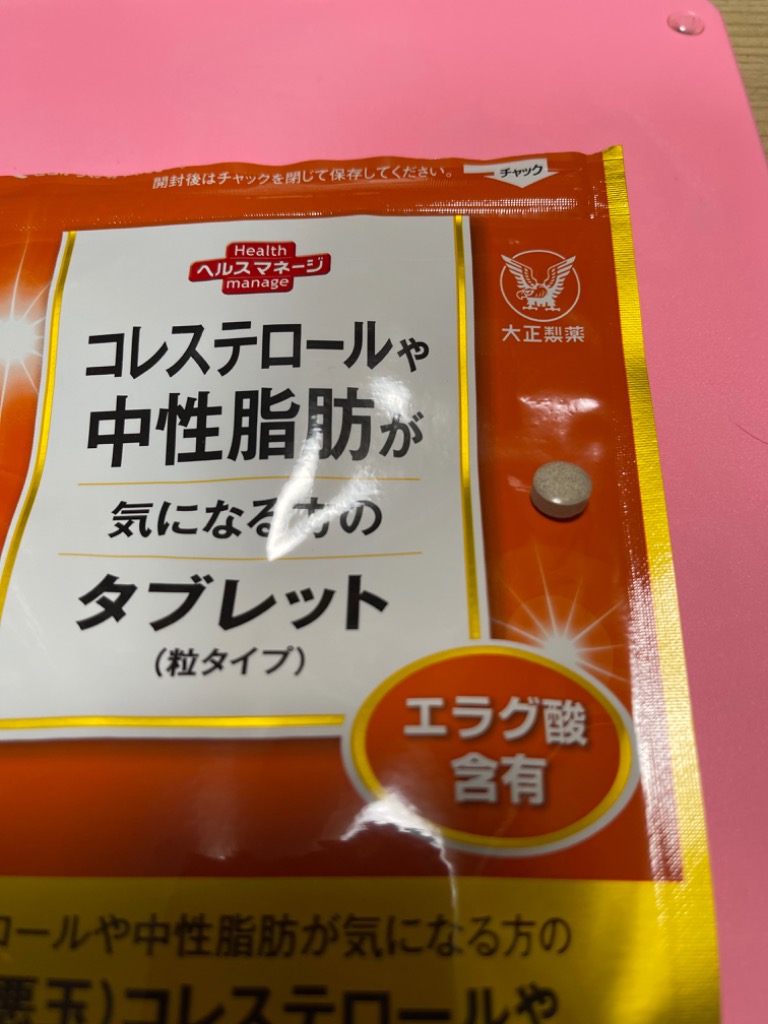 開封後はチャックを閉じて保存してください。
チャック
Health
ヘルスマネージ
manage
大正製薬
コレステロールや
中性脂肪が
気になる方の
タブレット
(粒タイプ)
エラグ酸
含有
ロールや中性脂肪が気になる方の
悪玉)コレステロールや